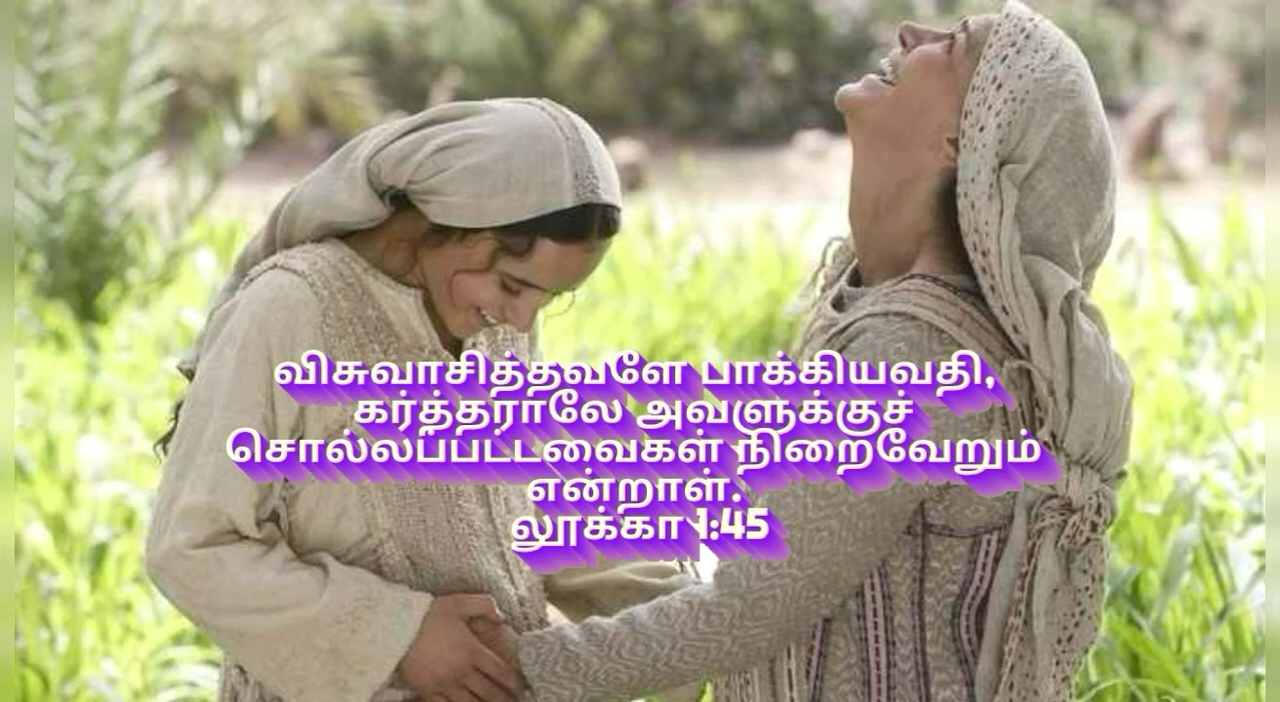 விசுவாசித்தவளே பாக்கியவதி,
கர்த்தராலே அவளுக்குச்
சொல்லப்பட்டவைகள் நிறைவேறும்
என்றாள்.
லூக்கா 1:45